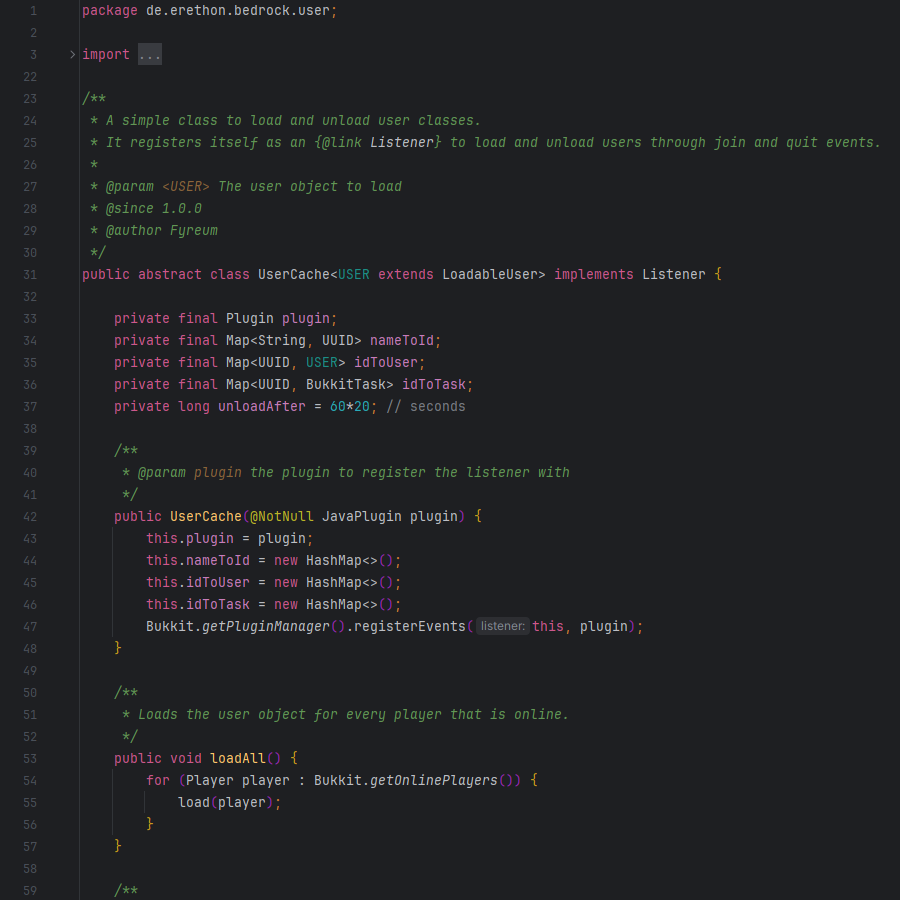 1 package de.erethon.bedrock.user;
2
3 import ...
22
23 /**
24 * A simple class to load and unload user classes.
25 * It registers itself as an {@link Listener} to load and unload users through join and quit events.
26 *
27 * @param <USER> The user object to load
28 * @since 1.0.0
29 * @author Fyreum
30 */
31 public abstract class UserCache<USER extends LoadableUser> implements Listener {
32
33 private final Plugin plugin;
34 private final Map<String, UUID> nameToId;
35 private final Map<UUID, USER> idToUser;
36 private final Map<UUID, BukkitTask> idToTask;
37 private long unloadAfter = 60*20; // seconds
38
39 /**
40 * @param plugin the plugin to register the listener with
41 */
42 public UserCache(@NotNull JavaPlugin plugin) {
43 this.plugin = plugin;
44 this.nameToId = new HashMap<>();
45 this.idToUser = new HashMap<>();
46 this.idToTask = new HashMap<>();
47 Bukkit.getPluginManager().registerEvents( listener: this, plugin);
48 }
49
50 /**
51 * Loads the user object for every player that is online.
52 */
53 public void loadAll() {
54 for (Player player : Bukkit.getOnlinePlayers()) {
55 load(player);
56 }
57 }
58
59 /**